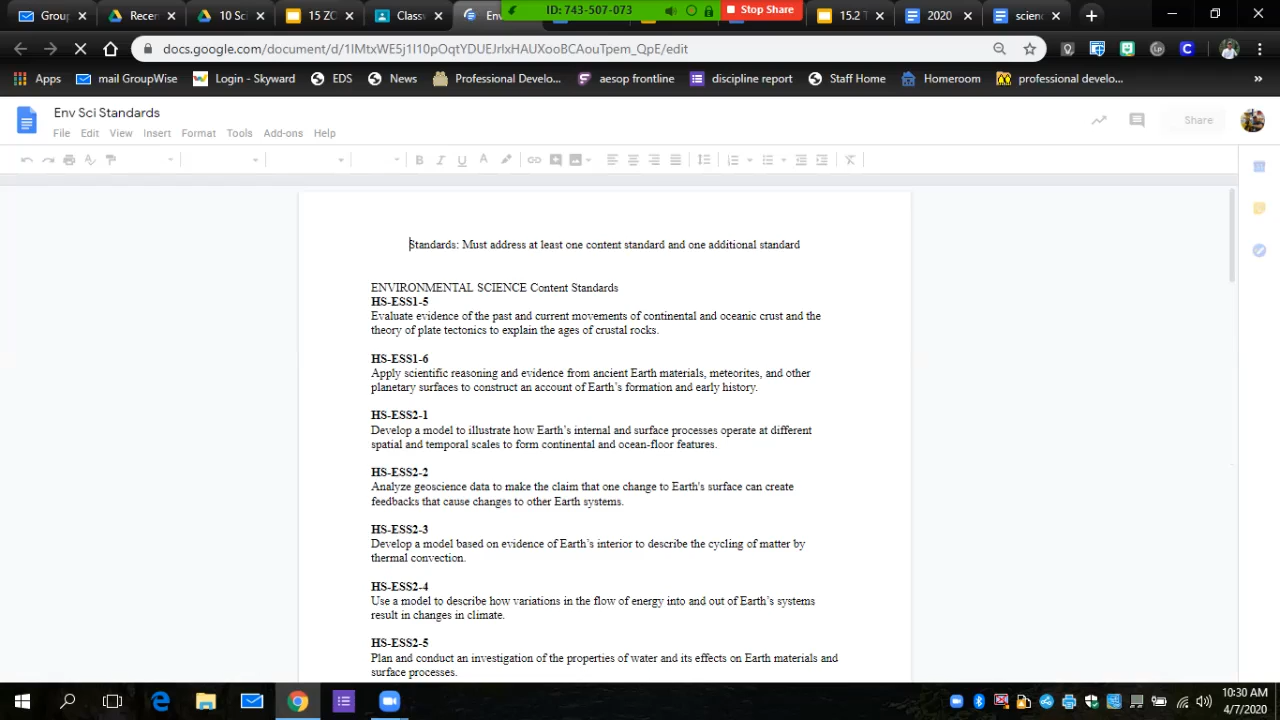 Group
Recen
10 Sci
15 ZO
Classw
En
ID: 743-507-073
Stop Share
15.2 T
2020
scienc
docs.google.com/document/d/1IMtxWE5j1I10pOqtYDUEJrlxHAUXooBCAouTpem_QpE/edit
Apps
mail GroupWise
Login - Skyward
EDS
News
Professional Develo...
aesop frontline
discipline report
Staff Home
Homeroom
professional develo...
»
Env Sci Standards
File Edit View Insert Format Tools Add-ons Help
Share
Standards: Must address at least one content standard and one additional standard
ENVIRONMENTAL SCIENCE Content Standards
HS-ESS1-5
Evaluate evidence of the past and current movements of continental and oceanic crust and the
theory of plate tectonics to explain the ages of crustal rocks.
HS-ESS1-6
Apply scientific reasoning and evidence from ancient Earth materials, meteorites, and other
planetary surfaces to construct an account of Earth's formation and early history.
HS-ESS2-1
Develop a model to illustrate how Earth's internal and surface processes operate at different
spatial and temporal scales to form continental and ocean-floor features.
HS-ESS2-2
Analyze geoscience data to make the claim that one change to Earth's surface can create
feedbacks that cause changes to other Earth systems.
HS-ESS2-3
Develop a model based on evidence of Earth's interior to describe the cycling of matter by
thermal convection.
HS-ESS2-4
Use a model to describe how variations in the flow of energy into and out of Earth's systems
result in changes in climate.
HS-ESS2-5
Plan and conduct an investigation of the properties of water and its effects on Earth materials and
surface processes.
10:30 AM
4/7/2020